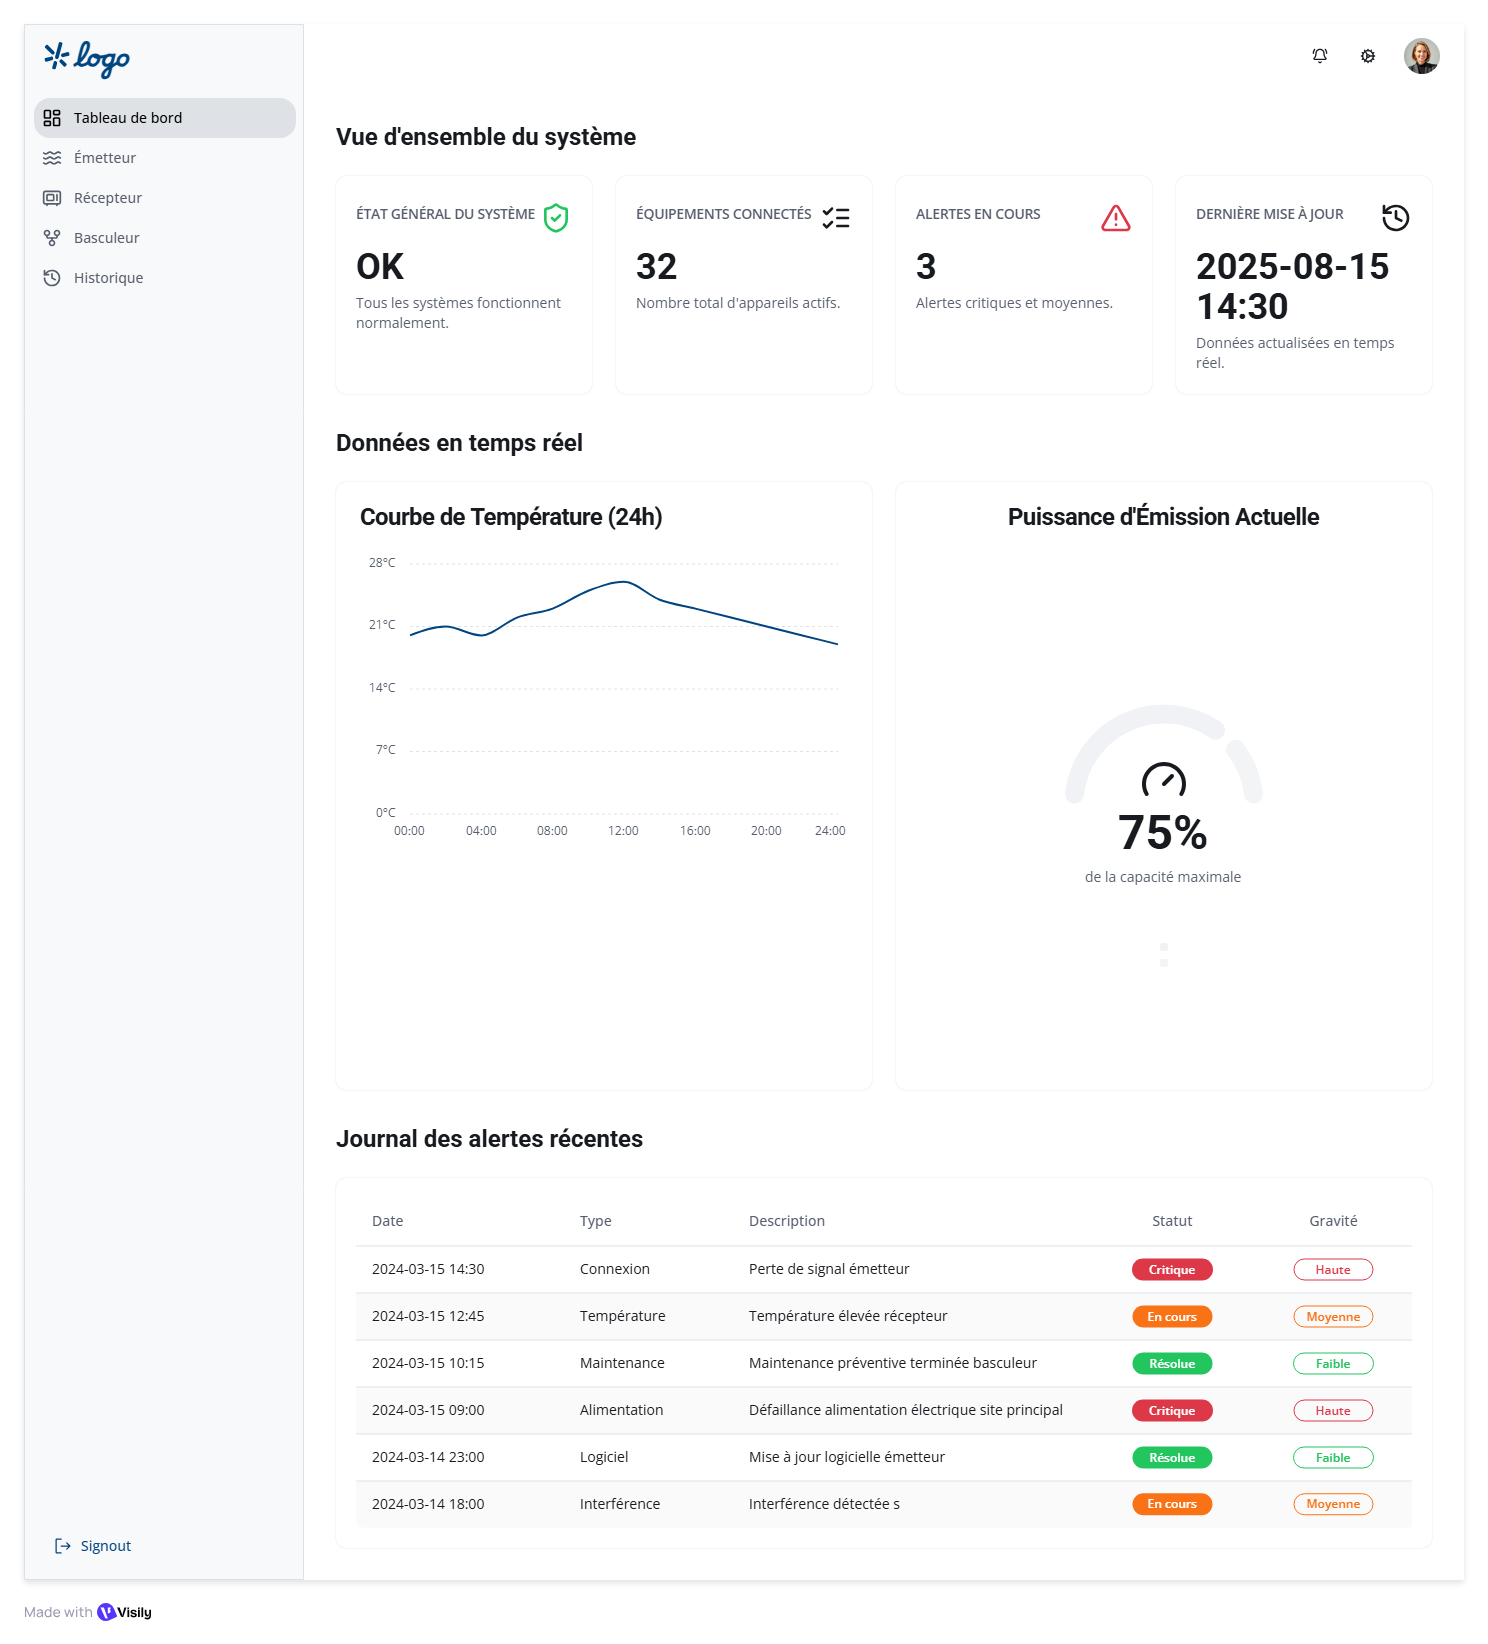 logo
Tableau de bord
Émetteur
Récepteur
Basculeur
Historique
Signout
Vue d'ensemble du système
ÉTAT GÉNÉRAL DU SYSTÈME
OK
Tous les systèmes fonctionnent
normalement.
ÉQUIPEMENTS CONNECTÉS
32
Nombre total d'appareils actifs.
ALERTES EN COURS
3
Alertes critiques et moyennes.
DERNIÈRE MISE À JOUR
2025-08-15
14:30
Données actualisées en temps
réel.
Données en temps réel
Courbe de Température (24h)
28°C
21°C
14°C
7°C
0°C
00:00 04:00 08:00 12:00 16:00 20:00 24:00
Puissance d'Émission Actuelle
75%
de la capacité maximale
Journal des alertes récentes
Date Type Description Statut Gravité
2024-03-15 14:30 Connexion Perte de signal émetteur Critique Haute
2024-03-15 12:45 Température Température élevée récepteur En cours Moyenne
2024-03-15 10:15 Maintenance Maintenance préventive terminée basculeur Résolue Faible
2024-03-15 09:00 Alimentation Défaillance alimentation électrique site principal Critique Haute
2024-03-14 23:00 Logiciel Mise à jour logicielle émetteur Résolue Faible
2024-03-14 18:00 Interférence Interférence détectée s En cours Moyenne
Made with Visily